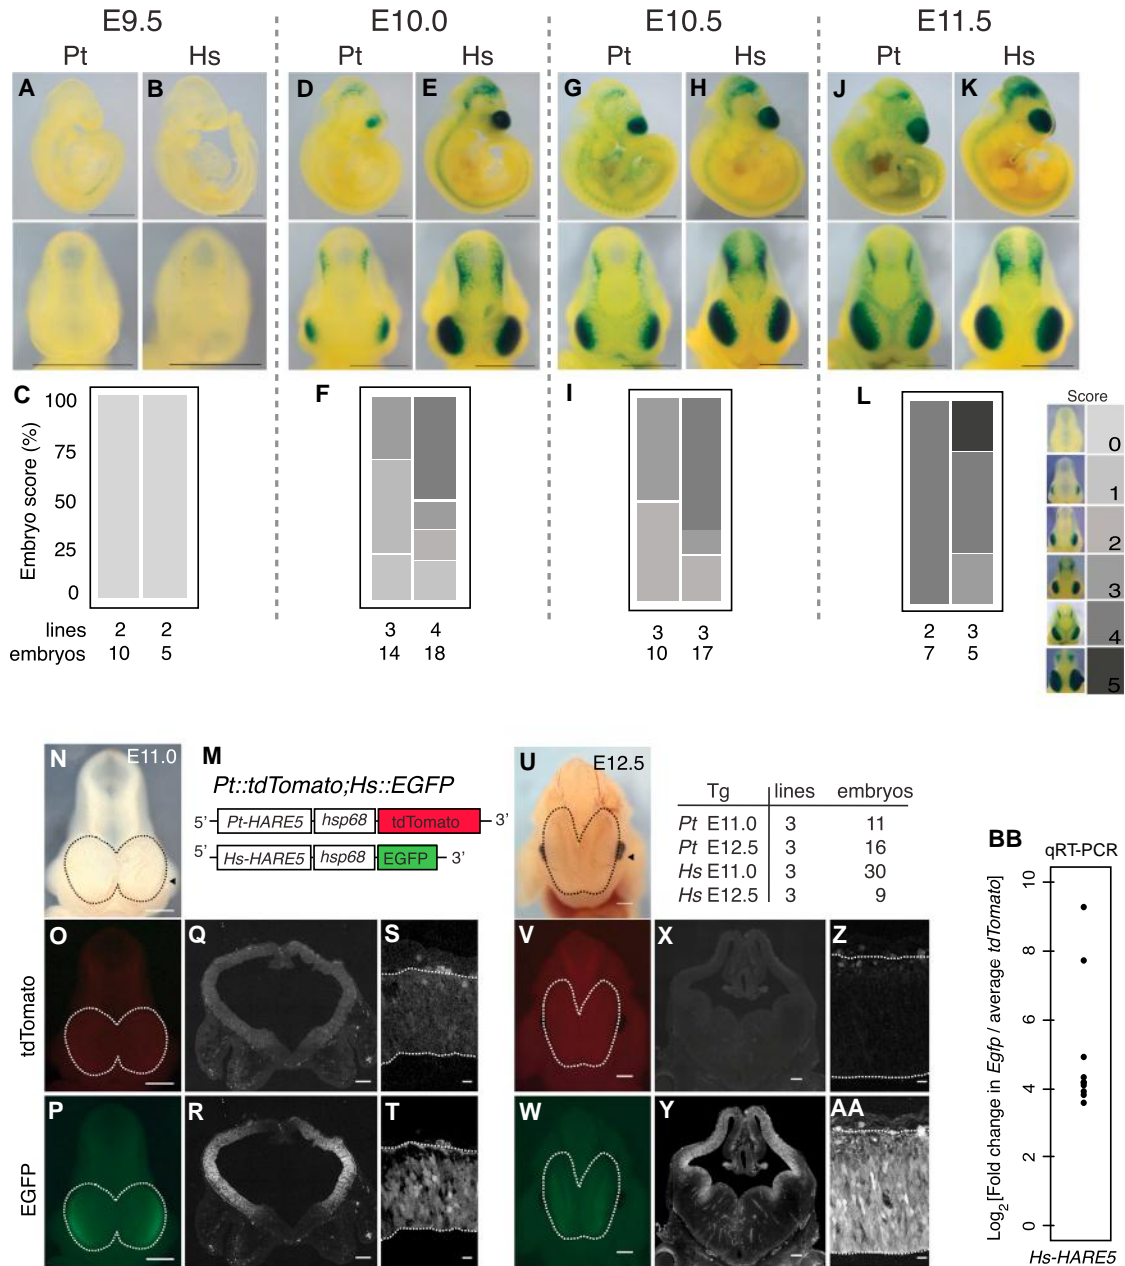 E9.5 E10.0 E10.5 E11.5
Pt Hs Pt Hs Pt Hs Pt Hs
A B D E G H J K
C F I L
Embryo score (%)
100
75
50
25
0
lines 2 2 3 4 3 3 2 3
embryos 10 5 14 18 10 17 7 5
Score
0
1
2
3
4
5
N E11.0
M
Pt::tdTomato;Hs::EGFP
5' Pt-HARE5 hsp68 tdTomato 3'
5' Hs-HARE5 hsp68 EGFP 3'
U E12.5
Tg lines embryos
Pt E11.0 3 11
Pt E12.5 3 16
Hs E11.0 3 30
Hs E12.5 3 9
tdTomato
O Q S V X Z
EGFP
P R T W Y AA
BB
qRT-PCR
Log2[Fold change in Egfp / average tdTomato]
10
8
6
4
2
0
Hs-HARE5